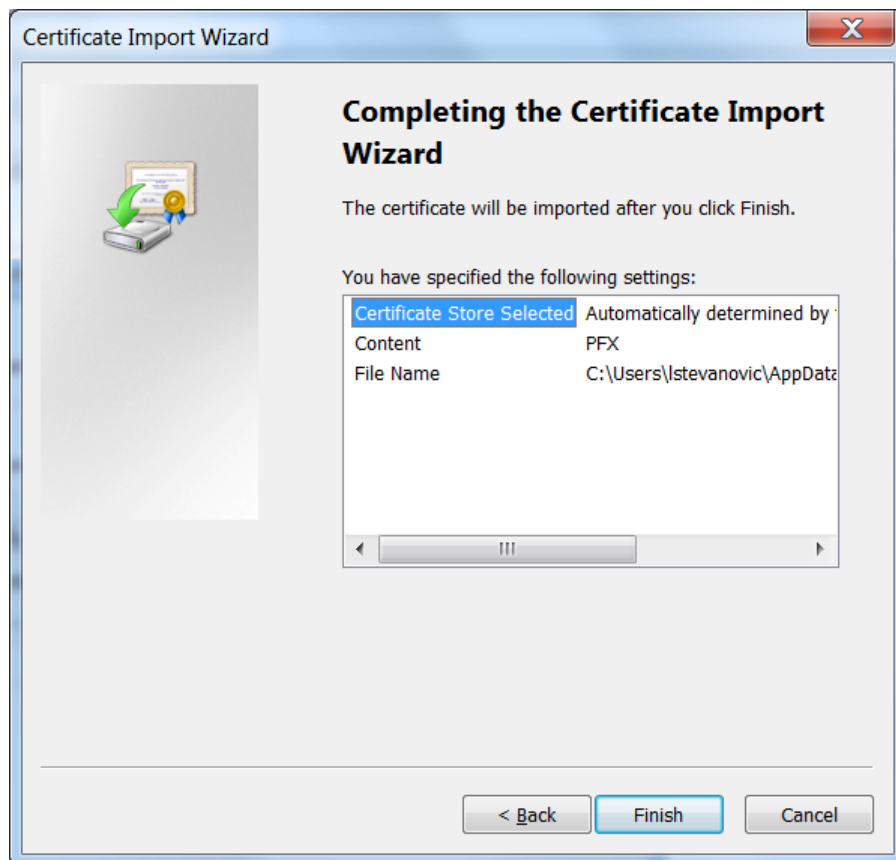 Certificate Import Wizard
Completing the Certificate Import
Wizard
The certificate will be imported after you click Finish.
You have specified the following settings:
Certificate Store Selected Automatically determined by
Content PFX
File Name C:\Users\lstevanovic\AppData
< Back Finish Cancel